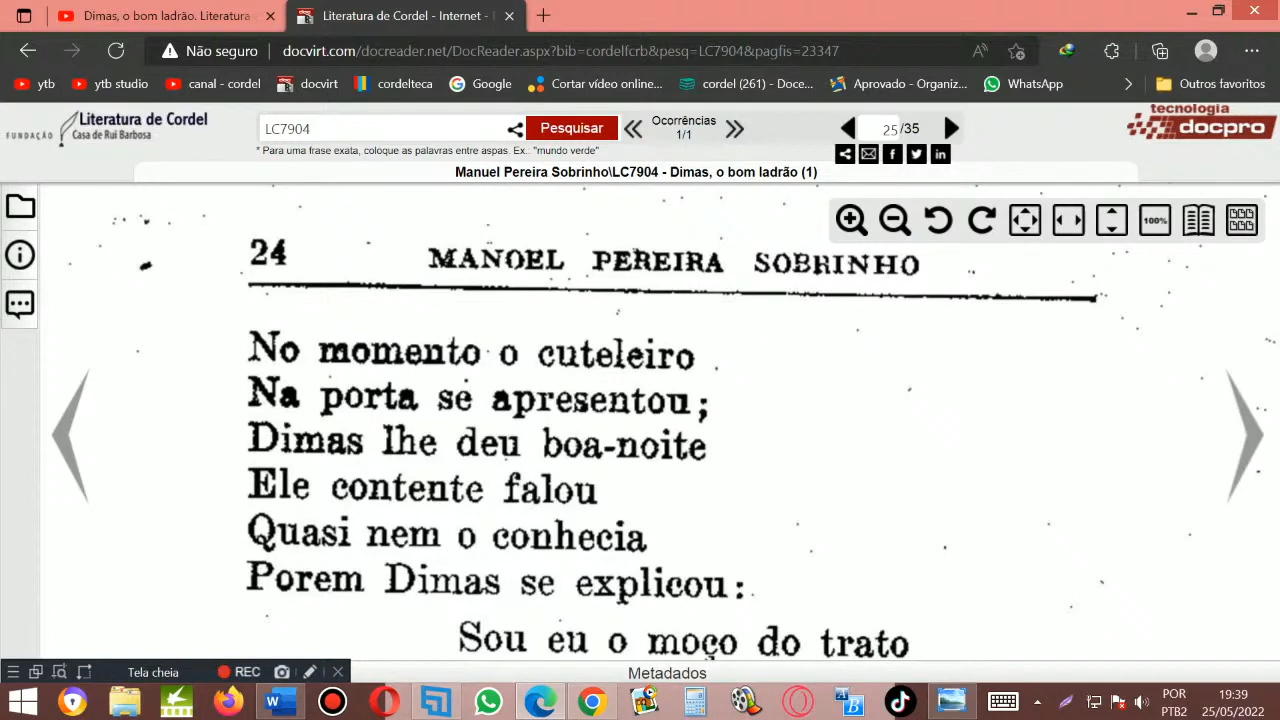 Dimas, o bom ladrão. Literatura
Literatura de Cordel - Internet -
Não seguro
docvirt.com/docreader.net/DocReader.aspx?bib=cordelfcrb&pesq=LC7904&pagfis=23347
ytb
ytb studio
canal - cordel
docvirt
cordelteca
Google
Cortar vídeo online...
cordel (261) - Doce...
Aprovado - Organiz...
WhatsApp
Outros favoritos
FUNDAÇÃO
Literatura de Cordel
Casa de Rui Barbosa
LC7904
Pesquisar
Ocorrências
1/1
25 /35
tecnologia
docpro
* Para uma frase exata, coloque as palavras entre aspas. Ex.: "mundo verde"
Manuel Pereira Sobrinho\LC7904 - Dimas, o bom ladrão (1)
100%
24 MANOEL PEREIRA SOBRINHO
No momento o cuteleiro
Na porta se apresentou;
Dimas lhe deu boa-noite
Ele contente falou
Quasi nem o conhecia
Porem Dimas se explicou:
Sou eu o moço do trato
Tela cheia
REC
Metadados
POR
PTB2
19:39
25/05/2022